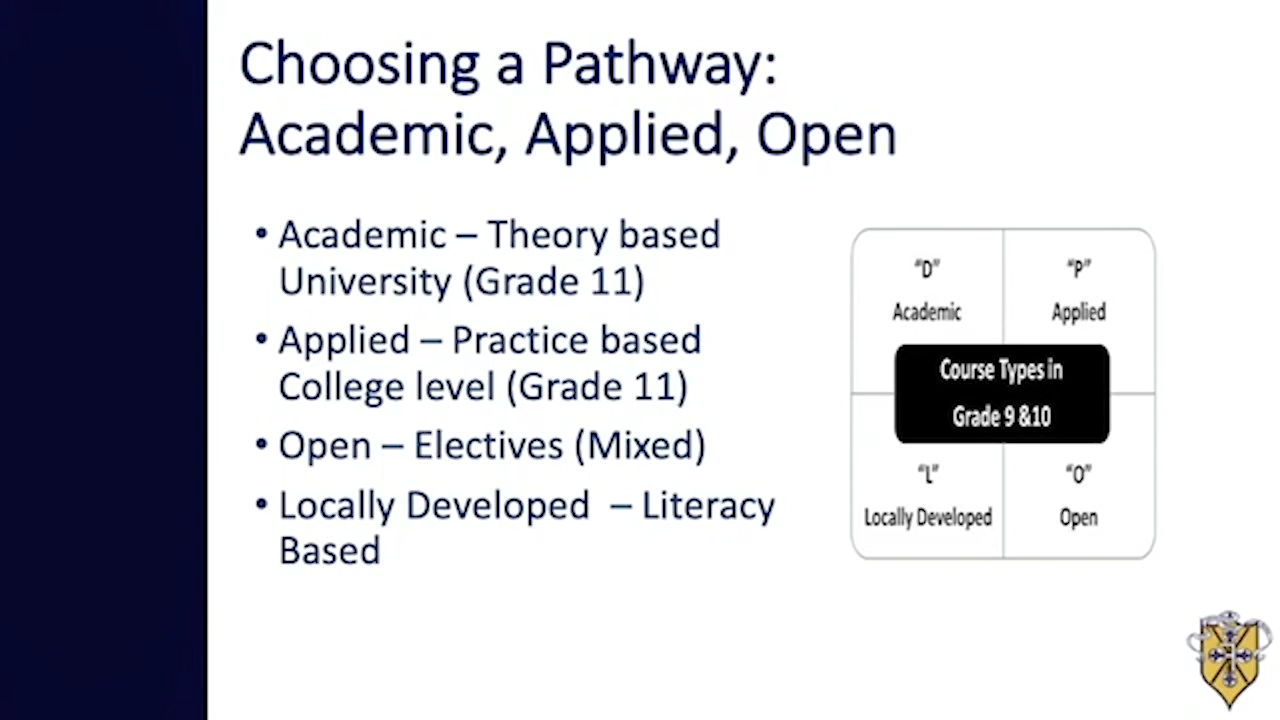 Choosing a Pathway:
Academic, Applied, Open
• Academic – Theory based
University (Grade 11)
• Applied – Practice based
College level (Grade 11)
• Open – Electives (Mixed)
• Locally Developed – Literacy
Based
"D"
Academic
"P"
Applied
Course Types in
Grade 9 &10
"L"
Locally Developed
"O"
Open